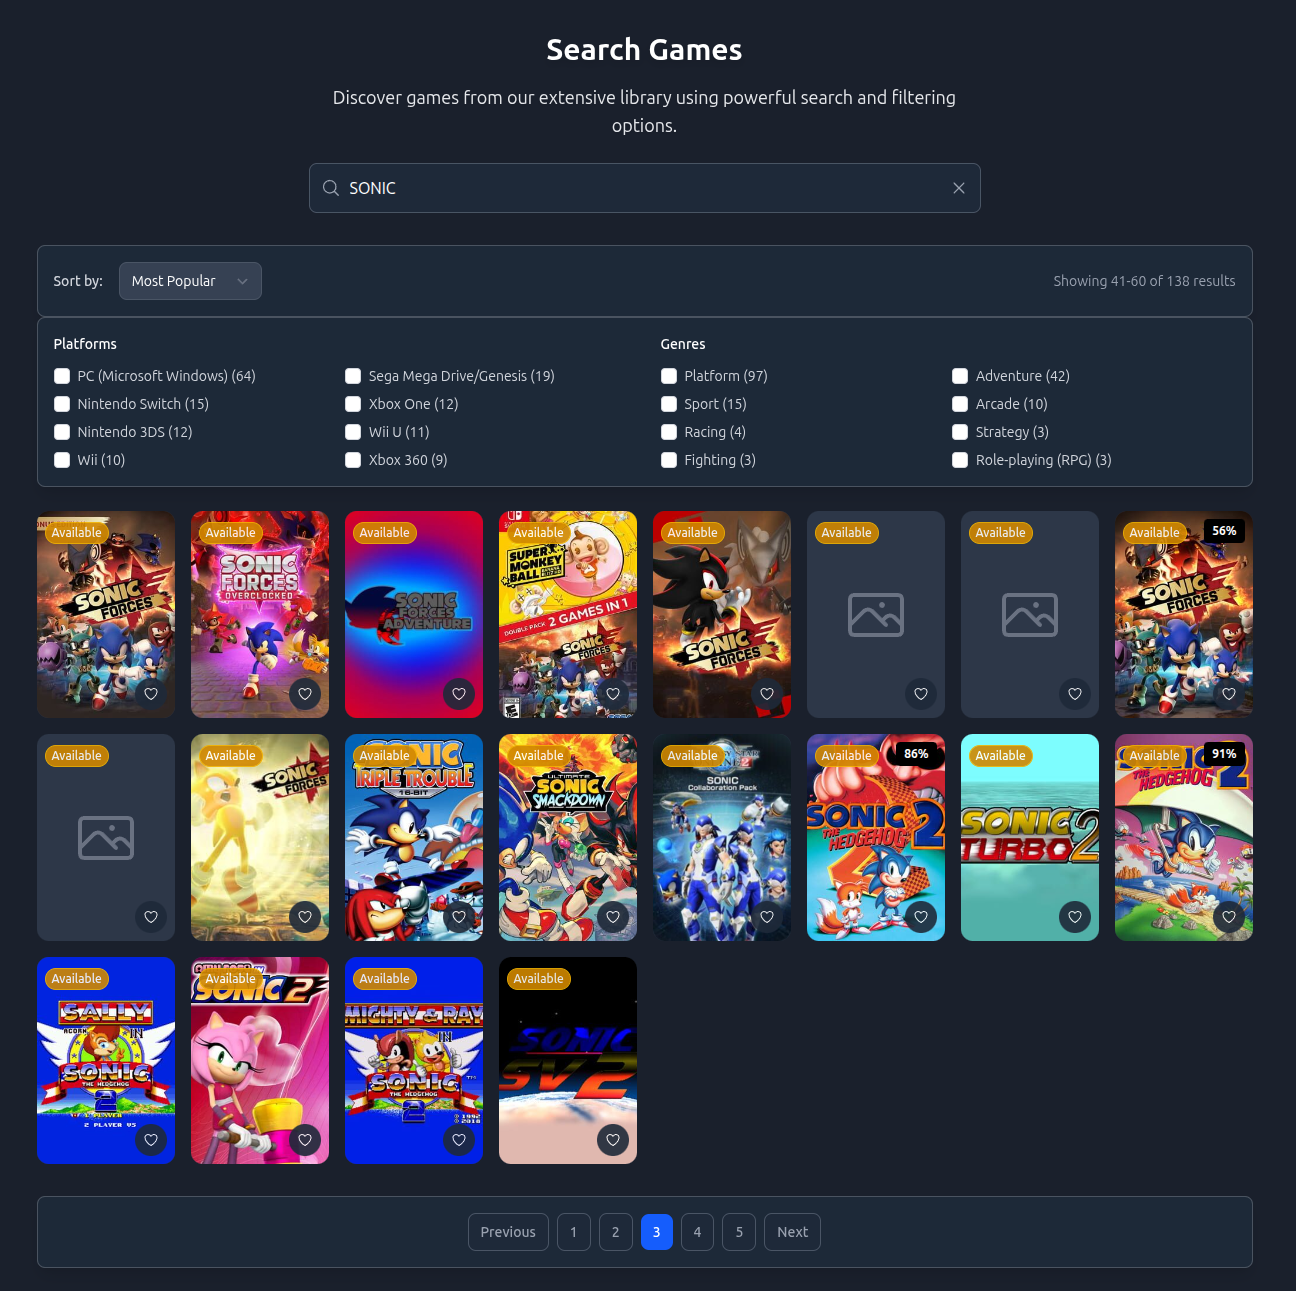 Search Games
Discover games from our extensive library using powerful search and filtering
options.
SONIC
Sort by: Most Popular Showing 41-60 of 138 results
Platforms
PC (Microsoft Windows) (64) Sega Mega Drive/Genesis (19)
Nintendo Switch (15) Xbox One (12)
Nintendo 3DS (12) Wii U (11)
Wii (10) Xbox 360 (9)
Genres
Platform (97) Adventure (42)
Sport (15) Arcade (10)
Racing (4) Strategy (3)
Fighting (3) Role-playing (RPG) (3)
Available
SONIC
FORCES
Available
SONIC
FORCES
OVERCLOCKED
Available
SONIC
FORCES
ADVENTURE
Available
SUPER
MONKEY
BALL
DOUBLE PACK 2 GAMES IN 1
SONIC
FORCES
Available
SONIC
FORCES
Available
Available
Available 56%
SONIC
FORCES
Available
Available
SONIC
FORCES
Available
SONIC
TRIPLE TROUBLE
16-BIT
Available
ULTIMATE
SONIC
SMACKDOWN
Available
SONIC
Collaboration Pack
Available 86%
SONIC
THE HEDGEHOG 2
Available
SONIC 2
TURBO
Available 91%
THE HEDGEHOG 2
Available
SALLY
ACORN IN
SONIC
THE HEDGEHOG
2
2 PLAYER VS
Available
SONIC 2
Available
MIGHTY & RAY
IN
SONIC
THE HEDGEHOG
2
Available
SONIC
SV2
Previous 1 2 3 4 5 Next